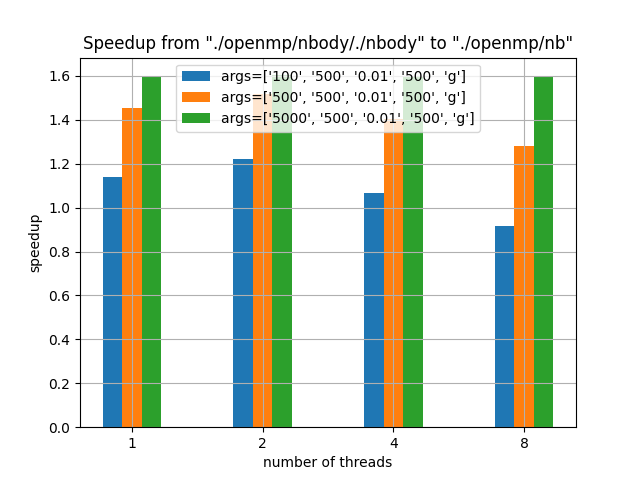 Speedup from "./openmp/nbody/./nbody" to "./openmp/nb"
args=['100', '500', '0.01', '500', 'g']
args=['500', '500', '0.01', '500', 'g']
args=['5000', '500', '0.01', '500', 'g']
1.6
1.4
1.2
1.0
0.8
0.6
0.4
0.2
0.0
speedup
1 2 4 8
number of threads